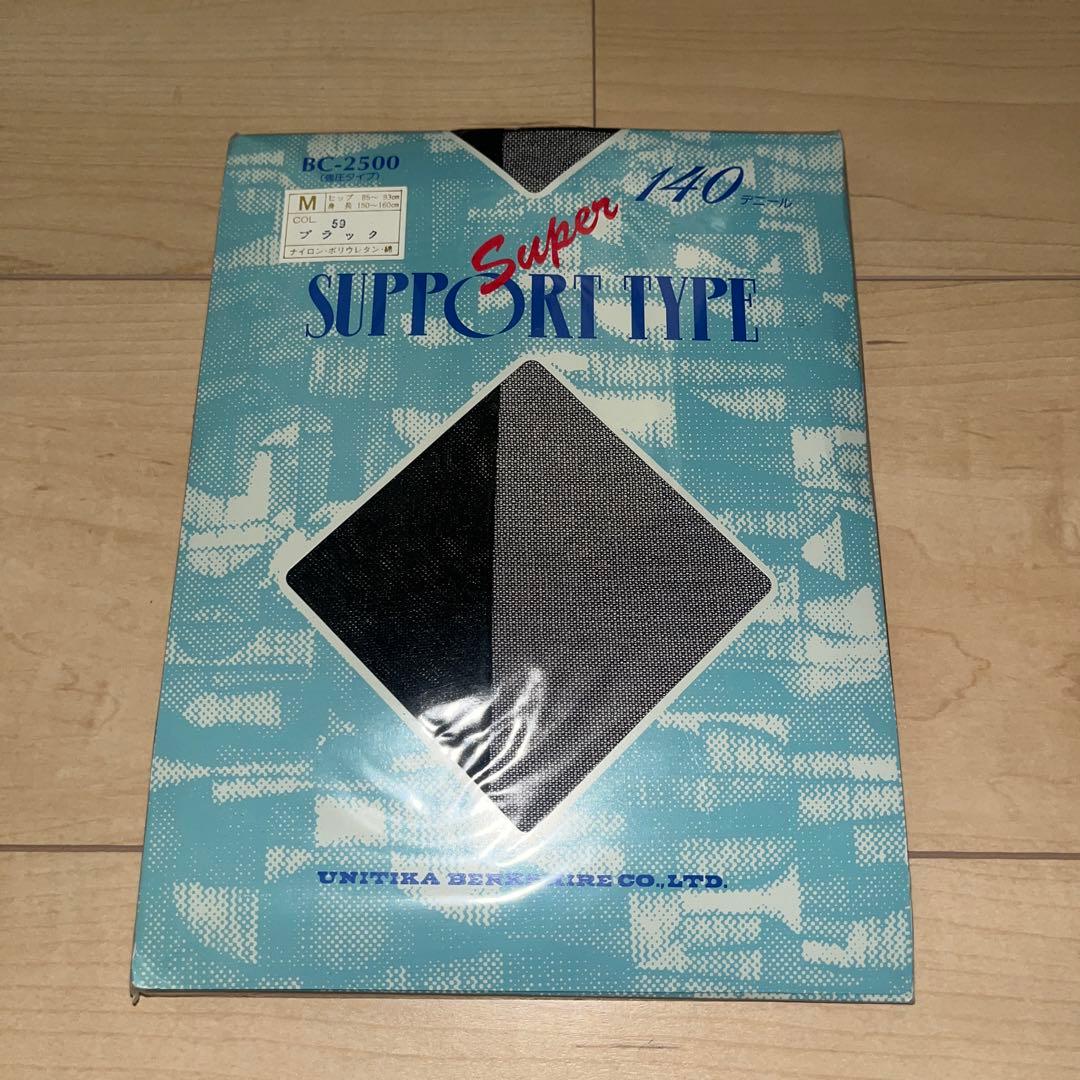 BC-2500
(強圧タイプ)
M ヒップ 85～93cm
身長 150～160cm
COL. 59
ブラック
ナイロン・ポリウレタン・綿
140 デニール
Super
SUPPORT TYPE
UNITIKA BERKSHIRE CO., LTD.